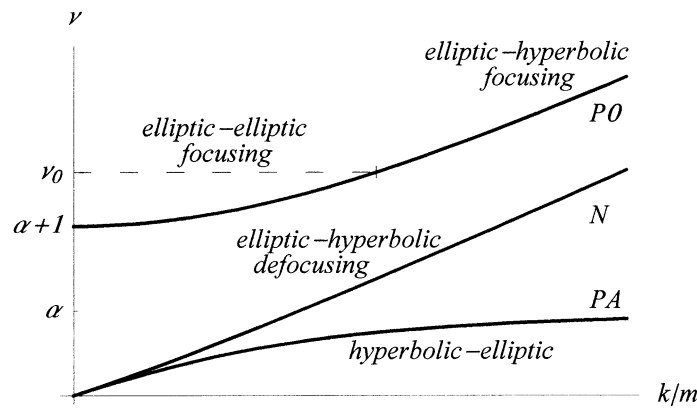 ν
elliptic–hyperbolic
focusing
PO
elliptic–elliptic
focusing
ν₀
α+1
N
elliptic–hyperbolic
defocusing
α
PA
hyperbolic–elliptic
k/m